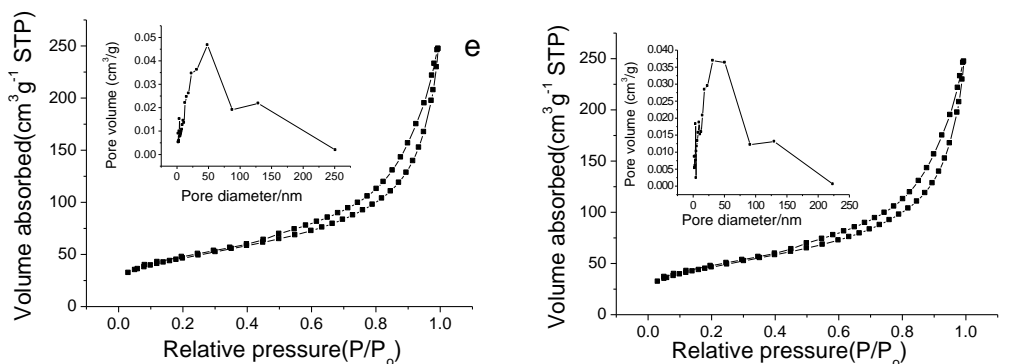 e
Volume absorbed(cm³g⁻¹ STP)
250
200
150
100
50
0
0.0 0.2 0.4 0.6 0.8 1.0
Relative pressure(P/P₀)
Pore volume (cm³/g)
0.05
0.04
0.03
0.02
0.01
0.00
0 50 100 150 200 250
Pore diameter/nm
Volume absorbed(cm³g⁻¹ STP)
250
200
150
100
50
0
0.0 0.2 0.4 0.6 0.8 1.0
Relative pressure(P/P₀)
Pore volume (cm³/g)
0.040
0.035
0.030
0.025
0.020
0.015
0.010
0.005
0.000
0 50 100 150 200 250
Pore diameter/nm